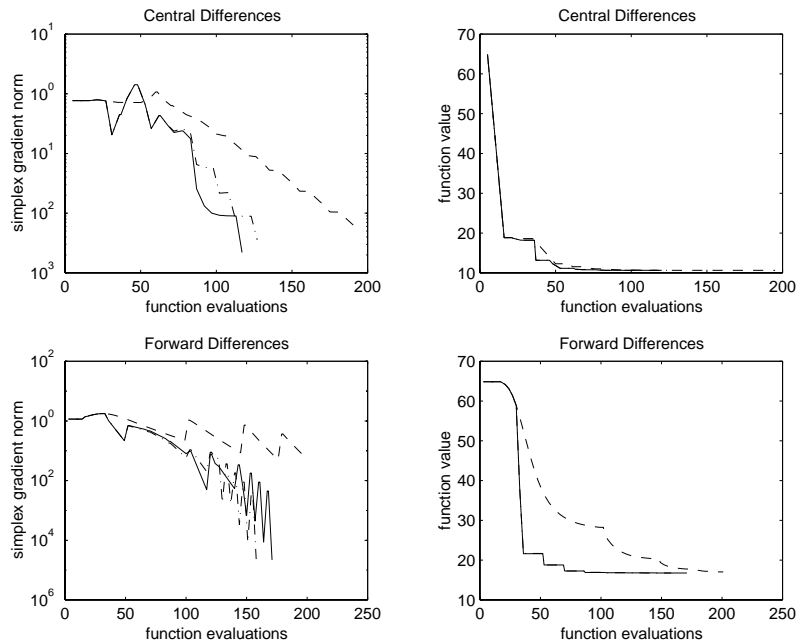 Central Differences
simplex gradient norm
10^1
10^0
10^1
10^2
10^3
0 50 100 150 200
function evaluations
Central Differences
function value
70
60
50
40
30
20
10
0 50 100 150 200
function evaluations
Forward Differences
simplex gradient norm
10^2
10^0
10^2
10^4
10^6
0 50 100 150 200 250
function evaluations
Forward Differences
function value
70
60
50
40
30
20
10
0 50 100 150 200 250
function evaluations